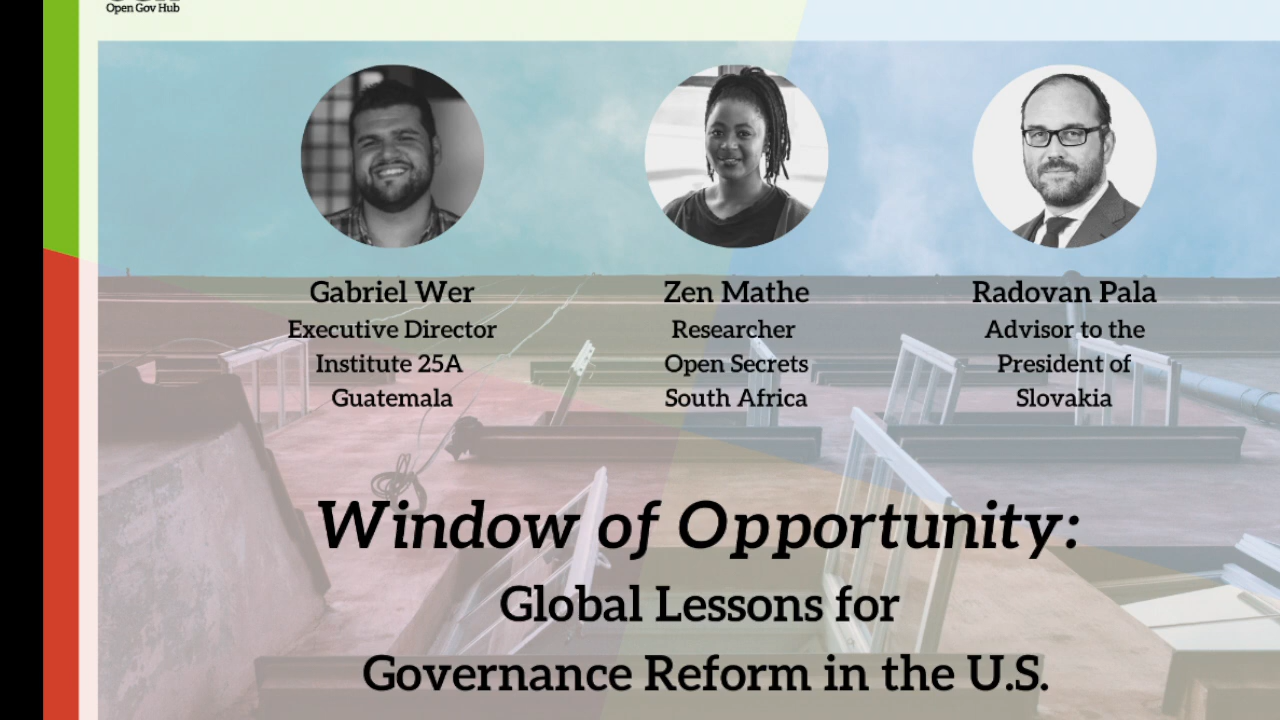 Open Gov Hub
Gabriel Wer
Executive Director
Institute 25A
Guatemala
Zen Mathe
Researcher
Open Secrets
South Africa
Radovan Pala
Advisor to the
President of
Slovakia
Window of Opportunity:
Global Lessons for
Governance Reform in the U.S.